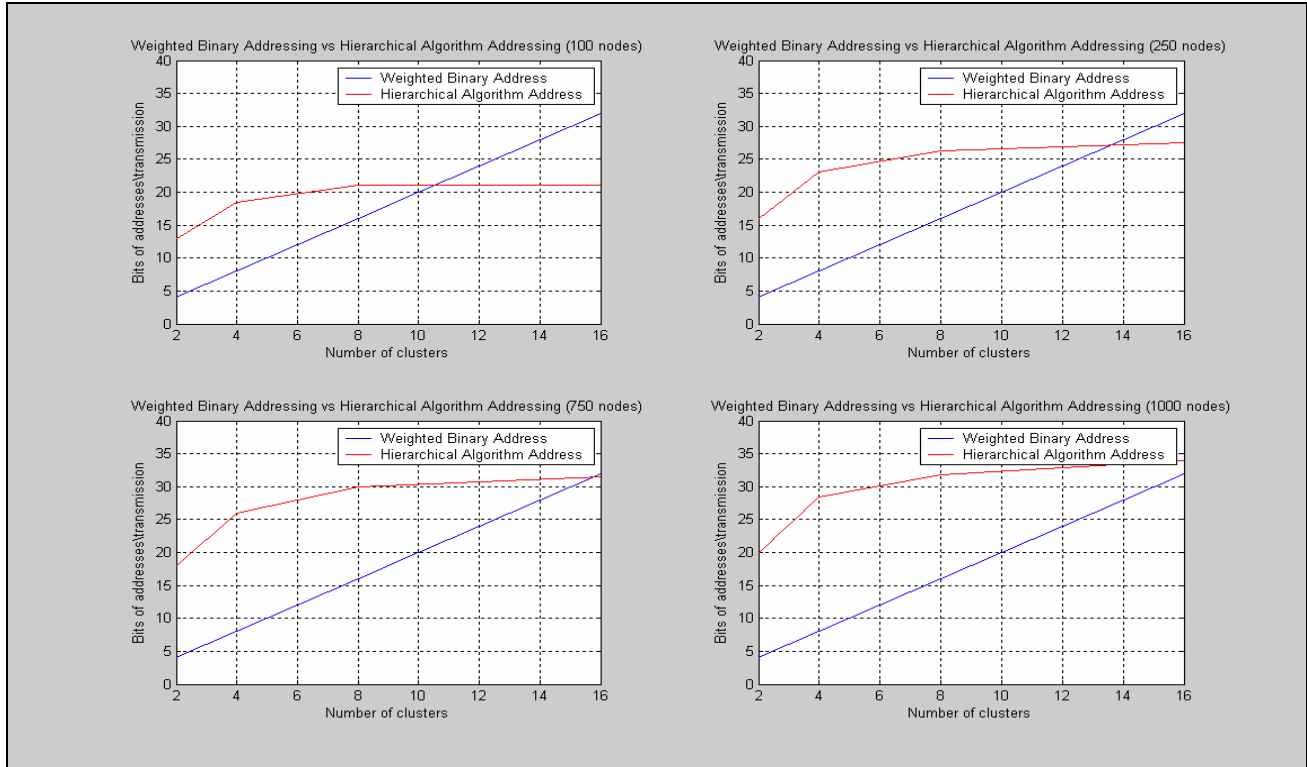 Weighted Binary Addressing vs Hierarchical Algorithm Addressing (100 nodes)
40
35
30
25
20
15
10
5
0
Bits of addresses\transmission
Weighted Binary Address
Hierarchical Algorithm Address
2 4 6 8 10 12 14 16
Number of clusters
Weighted Binary Addressing vs Hierarchical Algorithm Addressing (250 nodes)
40
35
30
25
20
15
10
5
0
Bits of addresses\transmission
Weighted Binary Address
Hierarchical Algorithm Address
2 4 6 8 10 12 14 16
Number of clusters
Weighted Binary Addressing vs Hierarchical Algorithm Addressing (750 nodes)
40
35
30
25
20
15
10
5
0
Bits of addresses\transmission
Weighted Binary Address
Hierarchical Algorithm Address
2 4 6 8 10 12 14 16
Number of clusters
Weighted Binary Addressing vs Hierarchical Algorithm Addressing (1000 nodes)
40
35
30
25
20
15
10
5
0
Bits of addresses\transmission
Weighted Binary Address
Hierarchical Algorithm Address
2 4 6 8 10 12 14 16
Number of clusters